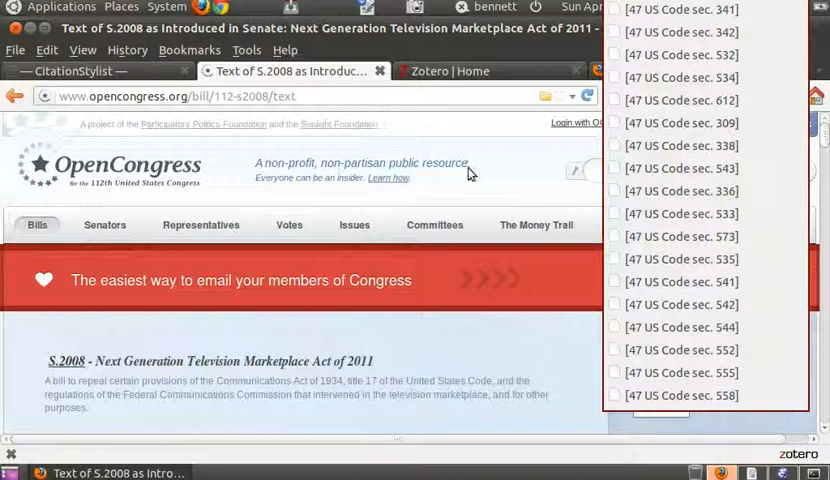 Applications Places System bennett Sun Apr
Text of S.2008 as Introduced in Senate: Next Generation Television Marketplace Act of 2011 -
File Edit View History Bookmarks Tools Help
— CitationStylist — Text of S.2008 as Introduc... Zotero | Home
www.opencongress.org/bill/112-s2008/text
A project of the Participatory Politics Foundation and the Sunlight Foundation Login with O
OpenCongress
for the 112th United States Congress
A non-profit, non-partisan public resource.
Everyone can be an insider. Learn how.
Bills Senators Representatives Votes Issues Committees The Money Trail
The easiest way to email your members of Congress
S.2008 - Next Generation Television Marketplace Act of 2011
A bill to repeal certain provisions of the Communications Act of 1934, title 17 of the United States Code, and the
regulations of the Federal Communications Commission that intervened in the television marketplace, and for other
purposes.
[47 US Code sec. 341]
[47 US Code sec. 342]
[47 US Code sec. 532]
[47 US Code sec. 534]
[47 US Code sec. 612]
[47 US Code sec. 309]
[47 US Code sec. 338]
[47 US Code sec. 543]
[47 US Code sec. 336]
[47 US Code sec. 533]
[47 US Code sec. 573]
[47 US Code sec. 535]
[47 US Code sec. 541]
[47 US Code sec. 542]
[47 US Code sec. 544]
[47 US Code sec. 552]
[47 US Code sec. 555]
[47 US Code sec. 558]
zotero
Text of S.2008 as Intro...